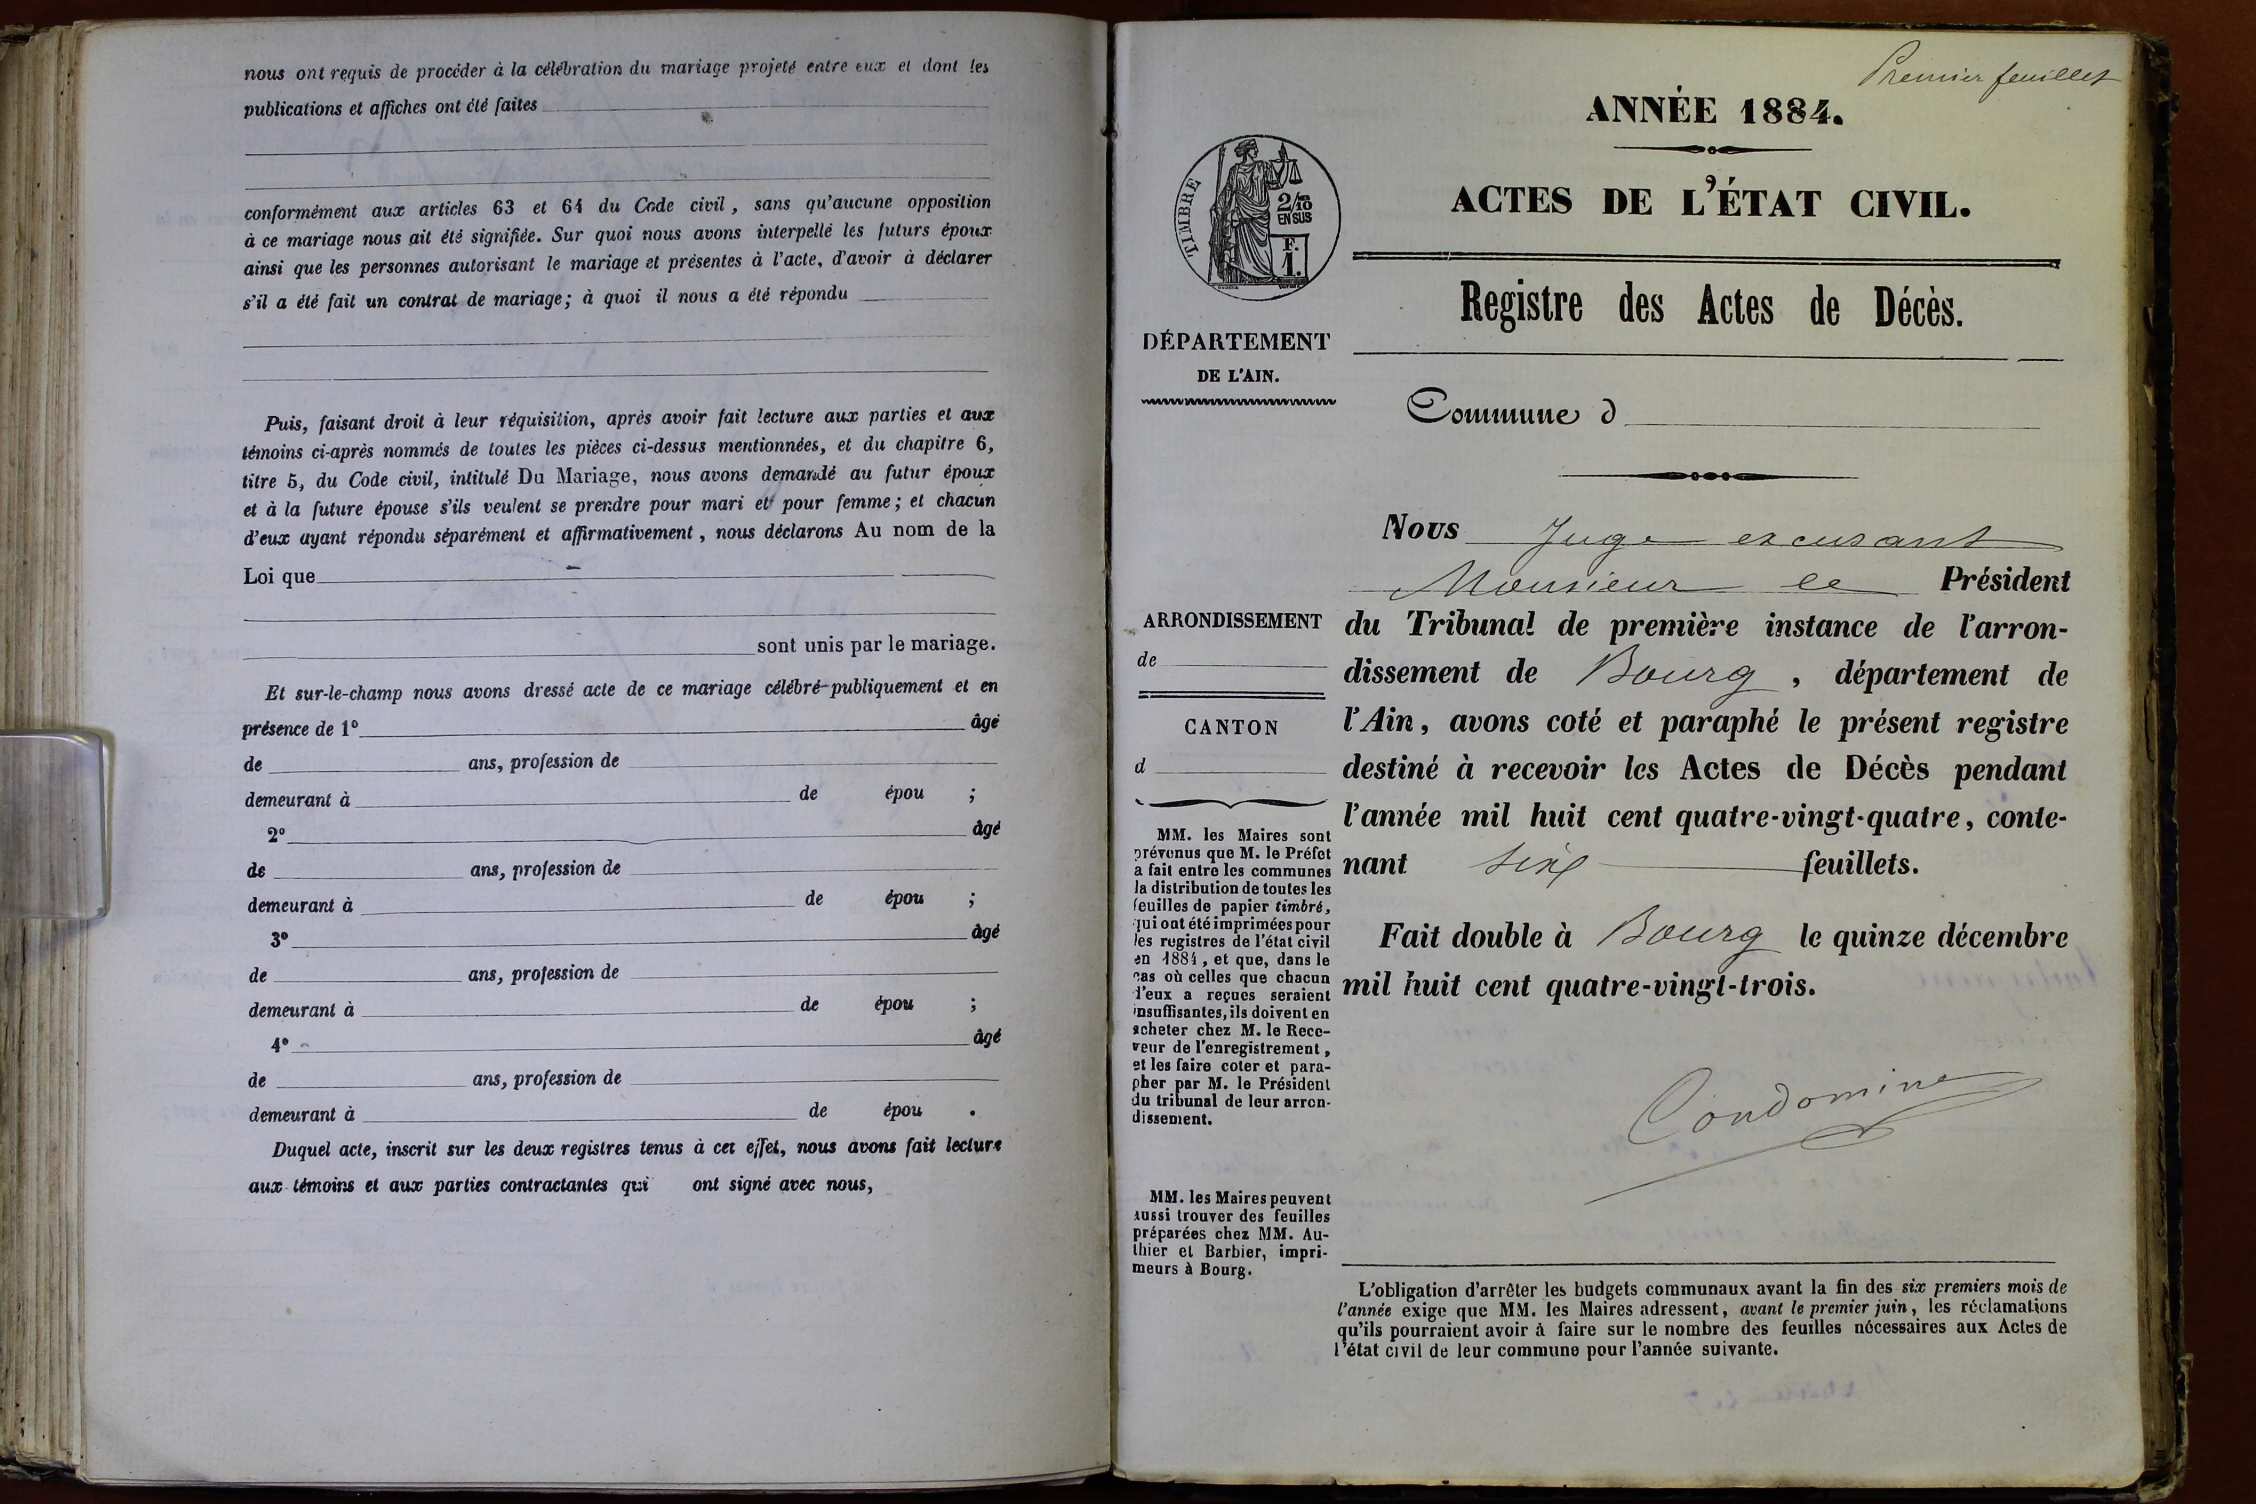 nous ont requis de procéder à la célébration du mariage projeté entre eux et dont les
publications et affiches ont été faites
conformément aux articles 63 et 64 du Code civil, sans qu'aucune opposition
à ce mariage nous ait été signifiée. Sur quoi nous avons interpellé les futurs époux
ainsi que les personnes autorisant le mariage et présentes à l'acte, d'avoir à déclarer
s'il a été fait un contrat de mariage; à quoi il nous a été répondu
Puis, faisant droit à leur réquisition, après avoir fait lecture aux parties et aux
témoins ci-après nommés de toutes les pièces ci-dessus mentionnées, et du chapitre 6,
titre 5, du Code civil, intitulé Du Mariage, nous avons demandé au futur époux
et à la future épouse s'ils veulent se prendre pour mari et pour femme; et chacun
d'eux ayant répondu séparément et affirmativement, nous déclarons Au nom de la
Loi que
sont unis par le mariage.
Et sur-le-champ nous avons dressé acte de ce mariage célébré publiquement et en
présence de 1º âgé
de ans, profession de
demeurant à de épou ;
2º âgé
de ans, profession de
demeurant à de épou ;
3º âgé
de ans, profession de
demeurant à de épou ;
4º âgé
de ans, profession de
demeurant à de épou .
Duquel acte, inscrit sur les deux registres tenus à cet effet, nous avons fait lecture
aux témoins et aux parties contractantes qui ont signé avec nous,
Premier feuillet
ANNÉE 1884.
ACTES DE L'ÉTAT CIVIL.
TIMBRE
2/10 EN SUS
F.
1.
Registre des Actes de Décès.
DÉPARTEMENT
DE L'AIN.
Commune d
Nous Juge excusant
Monsieur le Président
ARRONDISSEMENT
de
CANTON
d
du Tribunal de première instance de l'arron-
dissement de Bourg, département de
l'Ain, avons coté et paraphé le présent registre
destiné à recevoir les Actes de Décès pendant
l'année mil huit cent quatre-vingt-quatre, conte-
nant six feuillets.
Fait double à Bourg le quinze décembre
mil huit cent quatre-vingt-trois.
Condomine
MM. les Maires sont
prévenus que M. le Préfet
a fait entre les communes
la distribution de toutes les
feuilles de papier timbré,
qui ont été imprimées pour
les registres de l'état civil
en 1884, et que, dans le
cas où celles que chacun
d'eux a reçues seraient
insuffisantes, ils doivent en
acheter chez M. le Rece-
veur de l'enregistrement,
et les faire coter et para-
pher par M. le Président
du tribunal de leur arron-
dissement.
MM. les Maires peuvent
aussi trouver des feuilles
préparées chez MM. Au-
thier et Barbier, impri-
meurs à Bourg.
L'obligation d'arrêter les budgets communaux avant la fin des six premiers mois de
l'année exige que MM. les Maires adressent, avant le premier juin, les réclamations
qu'ils pourraient avoir à faire sur le nombre des feuilles nécessaires aux Actes de
l'état civil de leur commune pour l'année suivante.